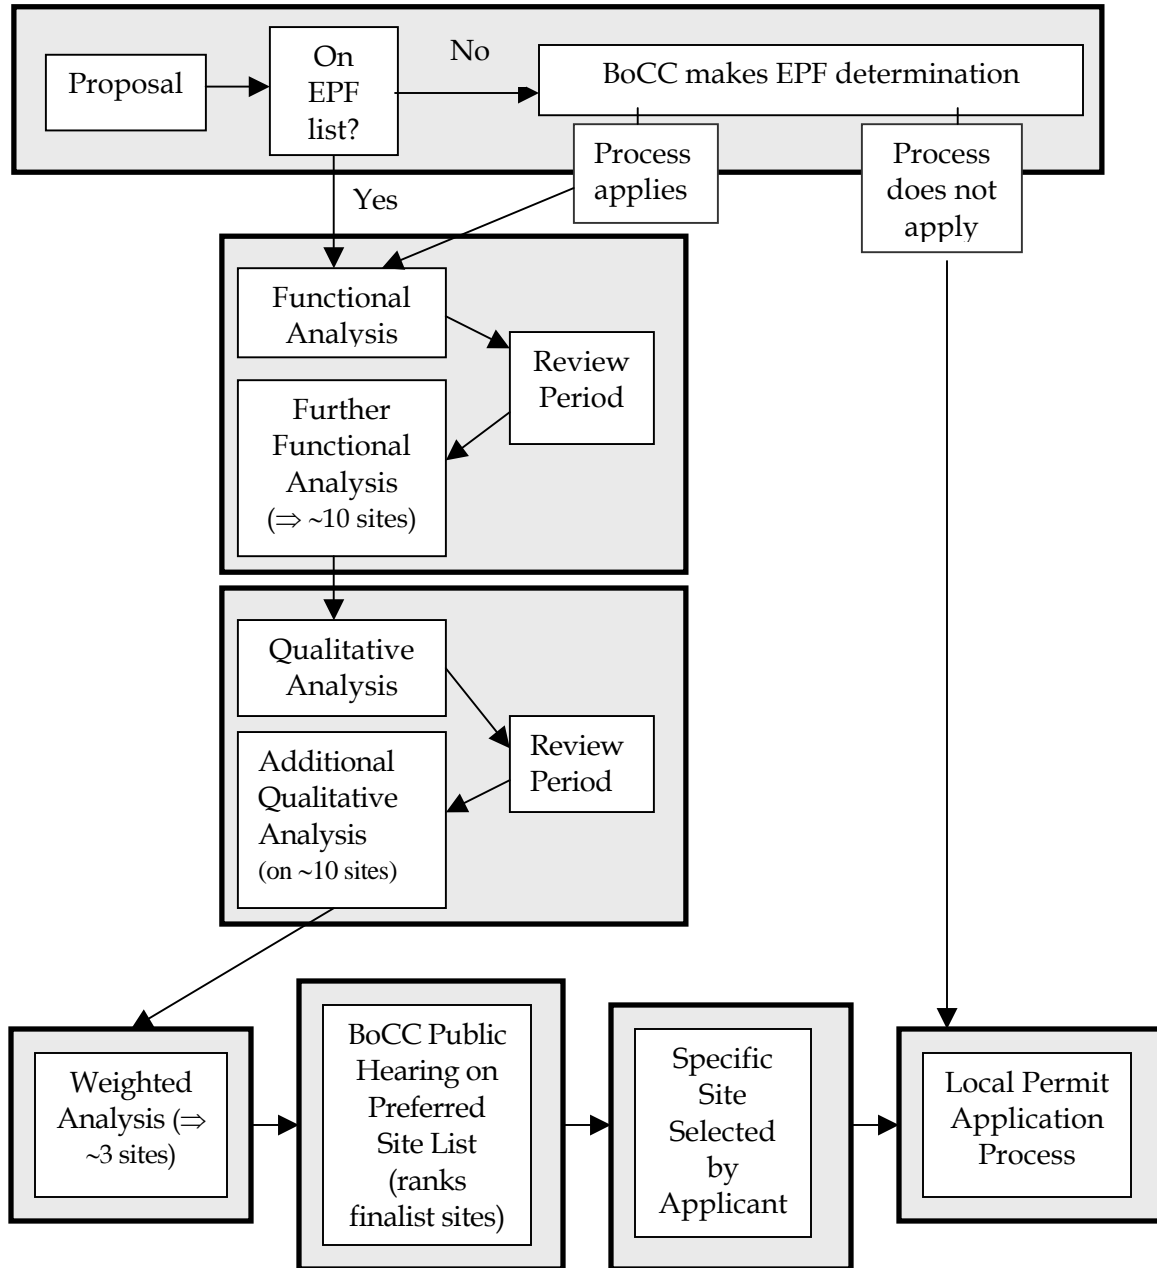 Proposal
On
EPF
list?
No
BoCC makes EPF determination
Process
applies
Process
does not
apply
Yes
Functional
Analysis
Review
Period
Further
Functional
Analysis
(⇒ ~10 sites)
Qualitative
Analysis
Review
Period
Additional
Qualitative
Analysis
(on ~10 sites)
Weighted
Analysis (⇒
~3 sites)
BoCC Public
Hearing on
Preferred
Site List
(ranks
finalist sites)
Specific
Site
Selected
by
Applicant
Local Permit
Application
Process